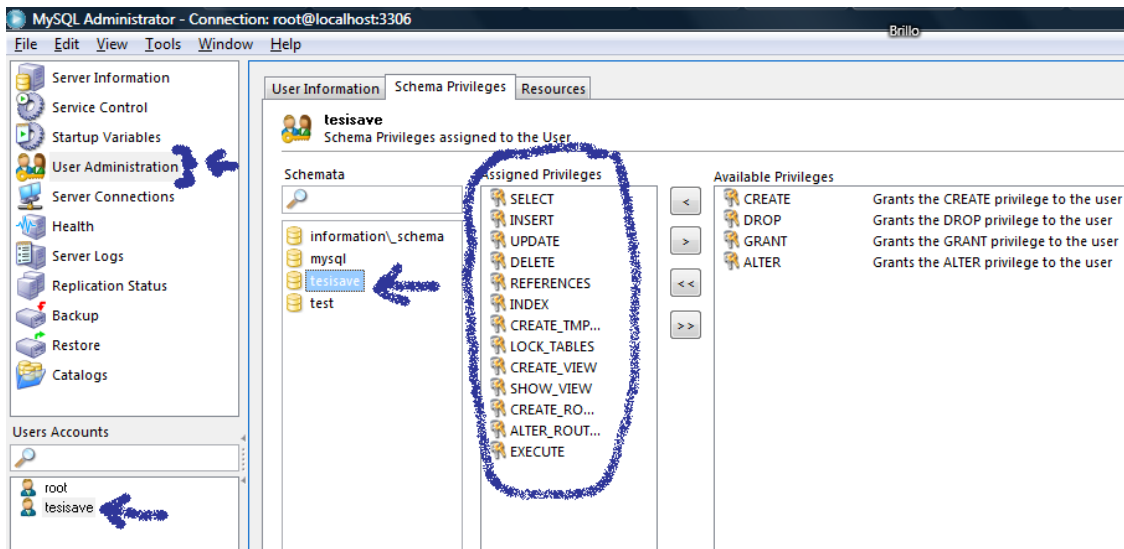 MySQL Administrator - Connection: root@localhost:3306
Brillo
File Edit View Tools Window Help
Server Information
Service Control
Startup Variables
User Administration
Server Connections
Health
Server Logs
Replication Status
Backup
Restore
Catalogs
Users Accounts
root
tesisave
User Information Schema Privileges Resources
tesisave
Schema Privileges assigned to the User
Schemata
information\_schema
mysql
tesisave
test
Assigned Privileges
SELECT
INSERT
UPDATE
DELETE
REFERENCES
INDEX
CREATE_TMP...
LOCK_TABLES
CREATE_VIEW
SHOW_VIEW
CREATE_RO...
ALTER_ROUT...
EXECUTE
<
>
<<
>>
Available Privileges
CREATE Grants the CREATE privilege to the user
DROP Grants the DROP privilege to the user
GRANT Grants the GRANT privilege to the user
ALTER Grants the ALTER privilege to the user